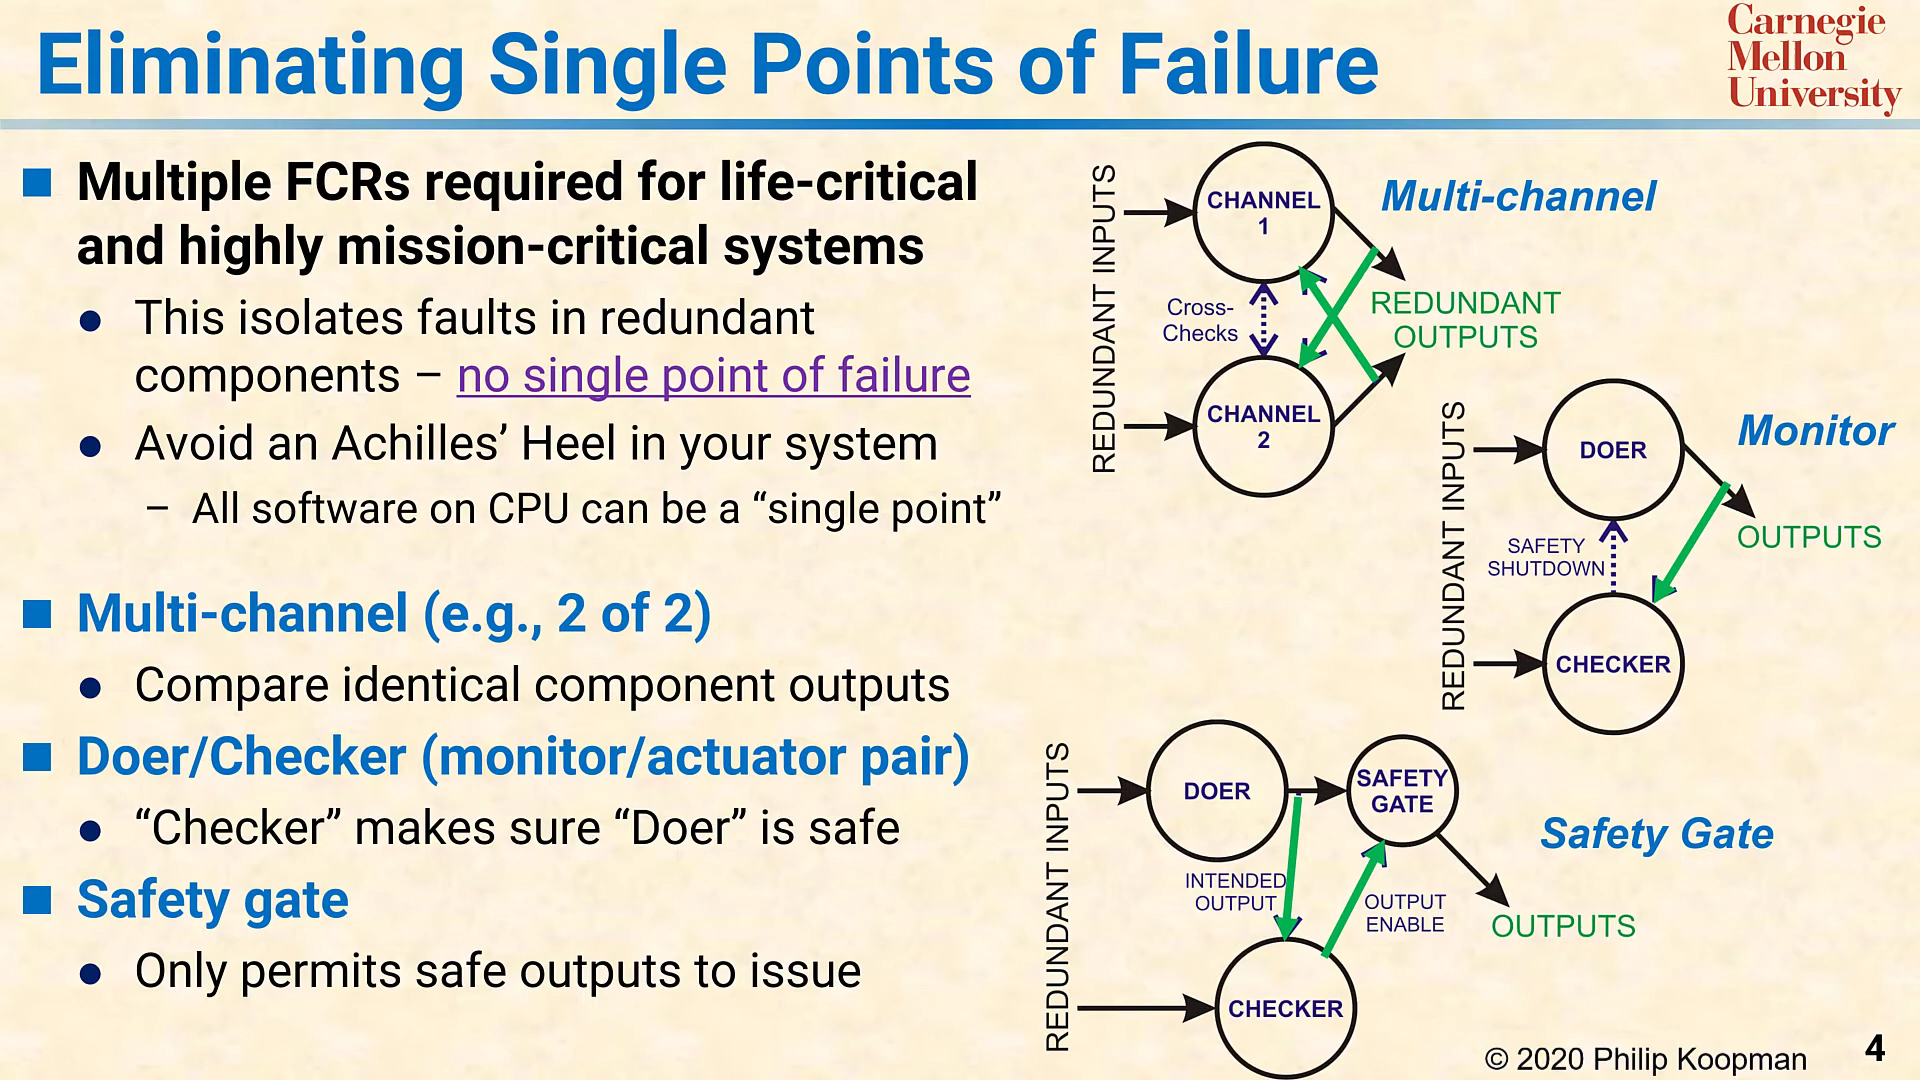 Eliminating Single Points of Failure
Carnegie
Mellon
University
■ Multiple FCRs required for life-critical
and highly mission-critical systems
● This isolates faults in redundant
components – no single point of failure
● Avoid an Achilles’ Heel in your system
– All software on CPU can be a “single point”
■ Multi-channel (e.g., 2 of 2)
● Compare identical component outputs
■ Doer/Checker (monitor/actuator pair)
● “Checker” makes sure “Doer” is safe
■ Safety gate
● Only permits safe outputs to issue
REDUNDANT INPUTS
CHANNEL
1
Multi-channel
Cross-
Checks
REDUNDANT
OUTPUTS
CHANNEL
2
REDUNDANT INPUTS
DOER
Monitor
SAFETY
SHUTDOWN
OUTPUTS
CHECKER
REDUNDANT INPUTS
DOER
SAFETY
GATE
Safety Gate
INTENDED
OUTPUT
OUTPUT
ENABLE
OUTPUTS
CHECKER
© 2020 Philip Koopman
4